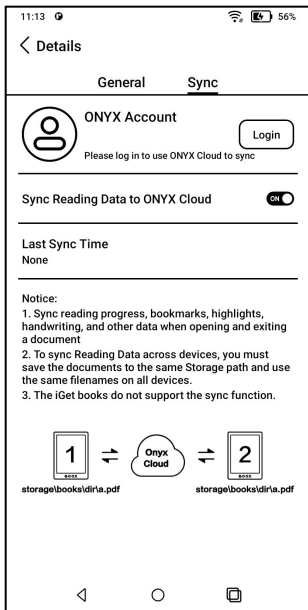 11:13 56%
Details
General Sync
ONYX Account
Login
Please log in to use ONYX Cloud to sync
Sync Reading Data to ONYX Cloud ON
Last Sync Time
None
Notice:
1. Sync reading progress, bookmarks, highlights,
handwriting, and other data when opening and exiting
a document
2. To sync Reading Data across devices, you must
save the documents to the same Storage path and use
the same filenames on all devices.
3. The iGet books do not support the sync function.
1 Onyx 2
Cloud
BOOX BOOX
storage\books\dir\a.pdf storage\books\dir\a.pdf